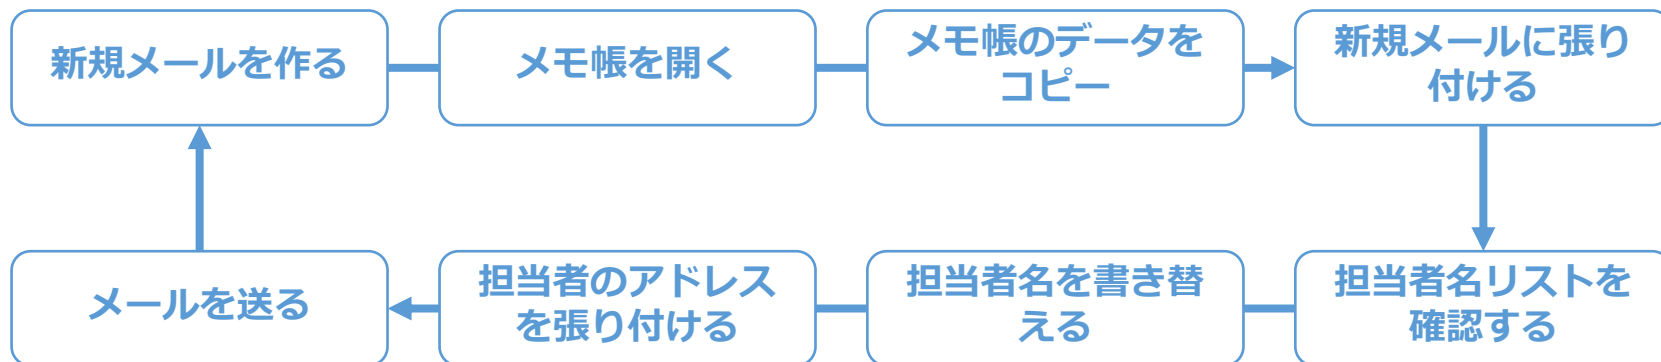 新規メールを作る
メモ帳を開く
メモ帳のデータを
コピー
新規メールに張り
付ける
メールを送る
担当者のアドレス
を張り付ける
担当者名を書き替
える
担当者名リストを
確認する